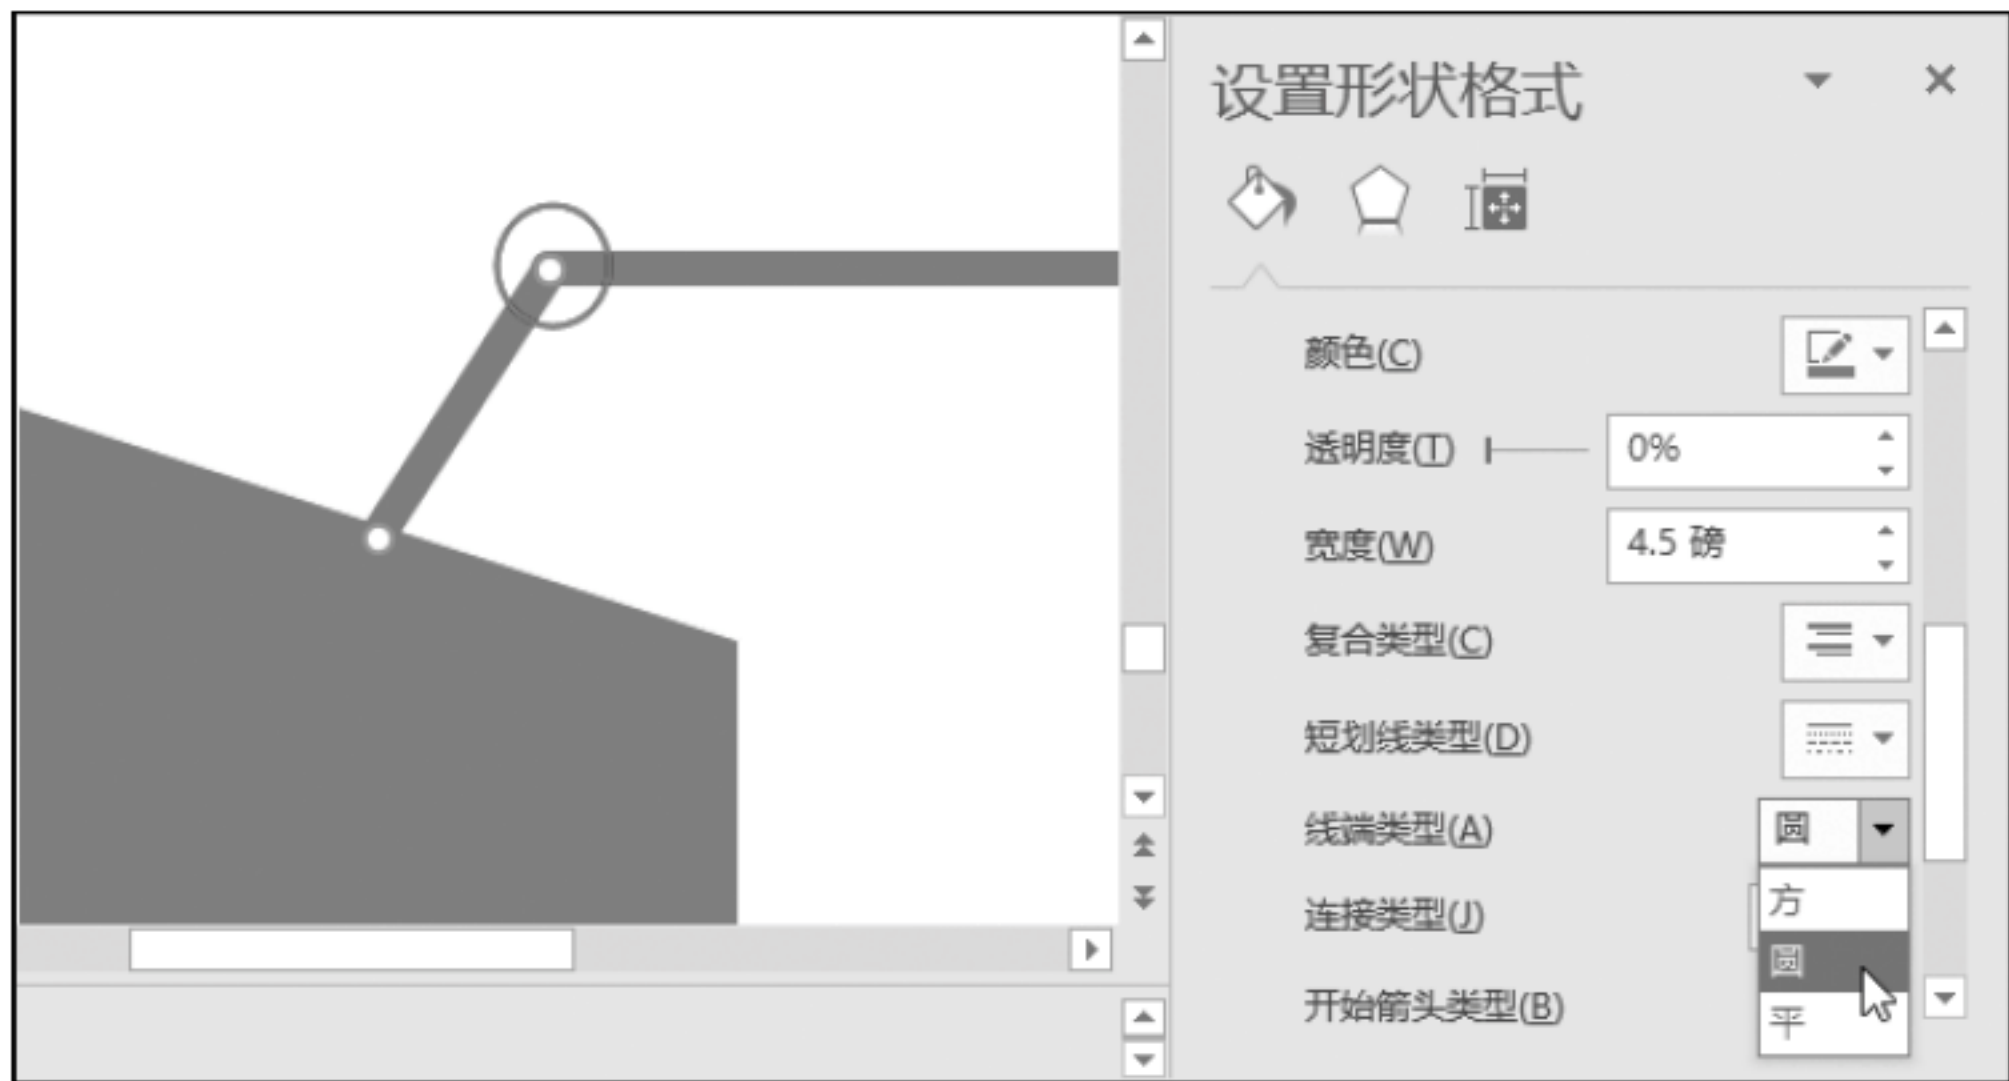 设置形状格式
颜色(C)
透明度(T) 0%
宽度(W) 4.5 磅
复合类型(C)
短划线类型(D)
线端类型(A) 圆
方
连接类型(J)
圆
开始箭头类型(B)
平